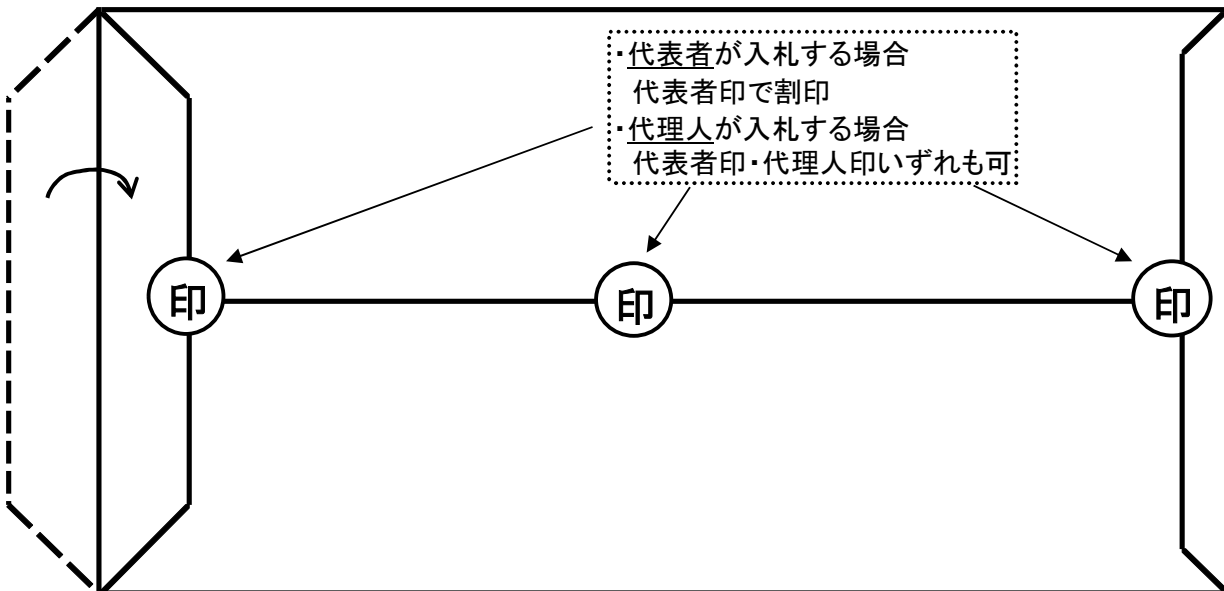 ・代表者が入札する場合
代表者印で割印
・代理人が入札する場合
代表者印・代理人印いずれも可
印 印 印